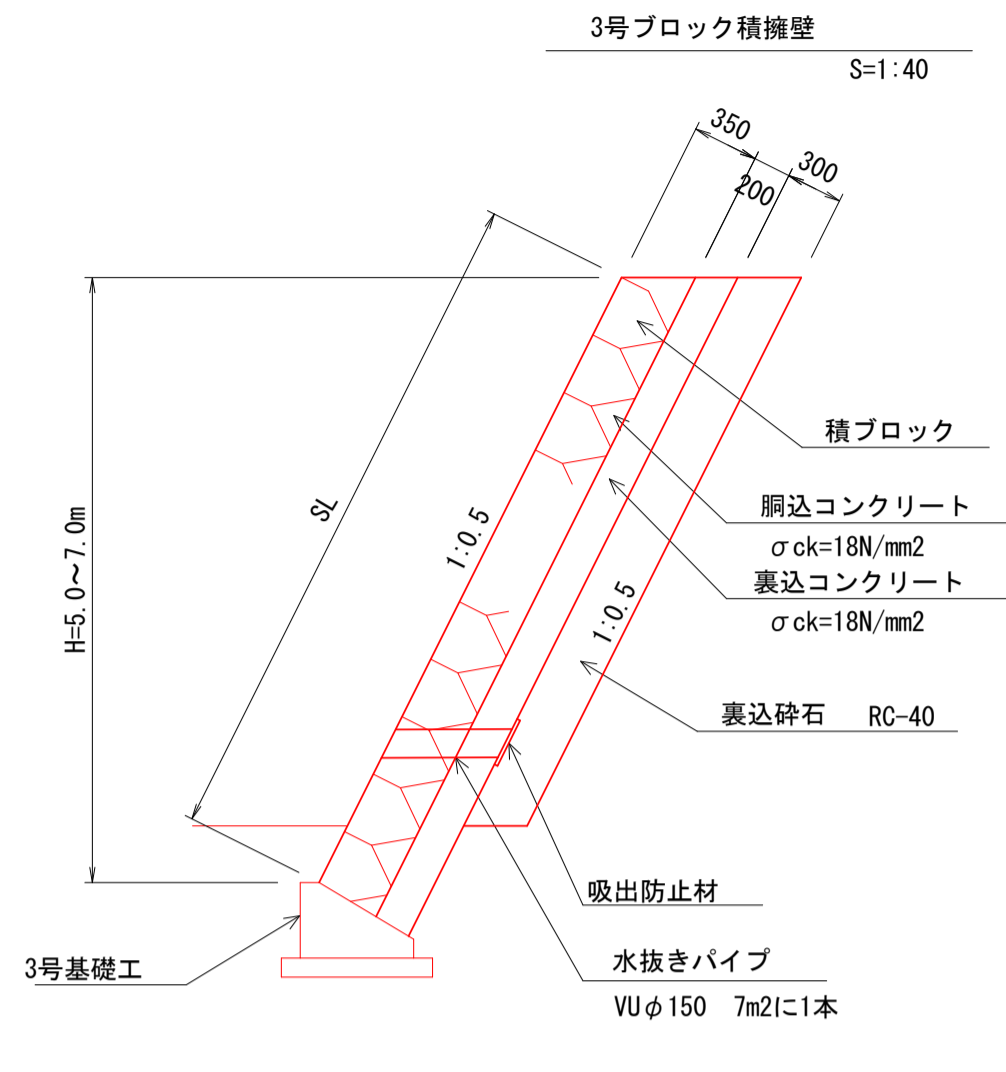 3号ブロック積擁壁
S=1:40
350
200
300
SL
H=5.0～7.0m
1:0.5
1:0.5
積ブロック
胴込コンクリート
σck=18N/mm2
裏込コンクリート
σck=18N/mm2
裏込砕石 RC-40
吸出防止材
3号基礎工
水抜きパイプ
VUφ150 7m2に1本